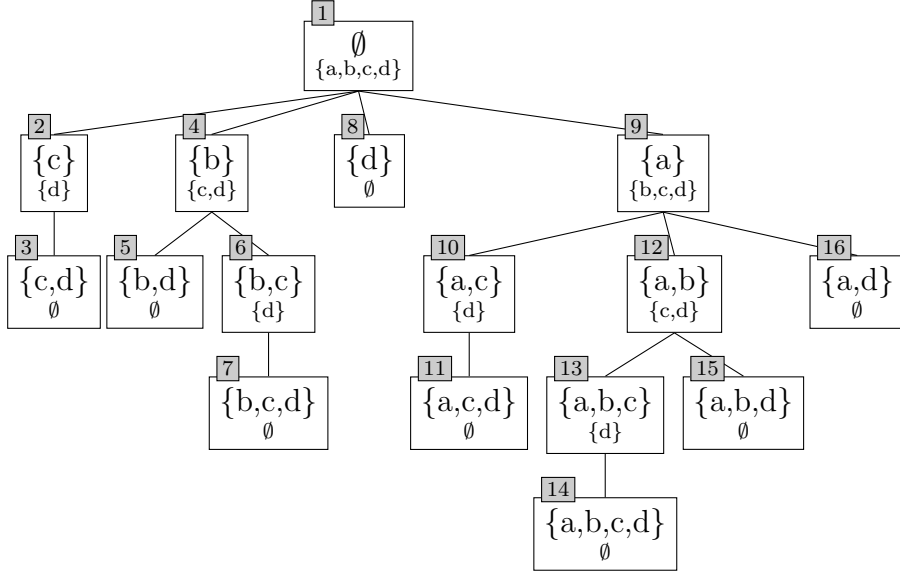 1
∅
{a,b,c,d}
2
{c}
{d}
4
{b}
{c,d}
8
{d}
∅
9
{a}
{b,c,d}
3
{c,d}
∅
5
{b,d}
∅
6
{b,c}
{d}
10
{a,c}
{d}
12
{a,b}
{c,d}
16
{a,d}
∅
7
{b,c,d}
∅
11
{a,c,d}
∅
13
{a,b,c}
{d}
15
{a,b,d}
∅
14
{a,b,c,d}
∅